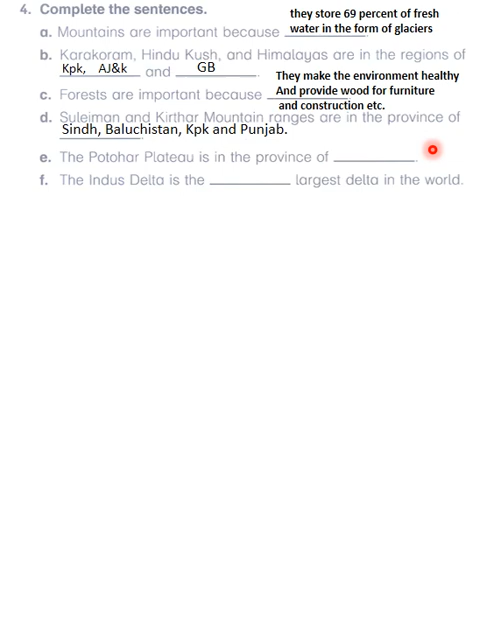 4. Complete the sentences.
they store 69 percent of fresh
a. Mountains are important because water in the form of glaciers.
b. Karakoram, Hindu Kush, and Himalayas are in the regions of
Kpk, AJ&k and GB.
They make the environment healthy
c. Forests are important because And provide wood for furniture
and construction etc.
d. Suleiman and Kirthar Mountain ranges are in the province of
Sindh, Baluchistan, Kpk and Punjab.
e. The Potohar Plateau is in the province of ___________.
f. The Indus Delta is the ___________ largest delta in the world.